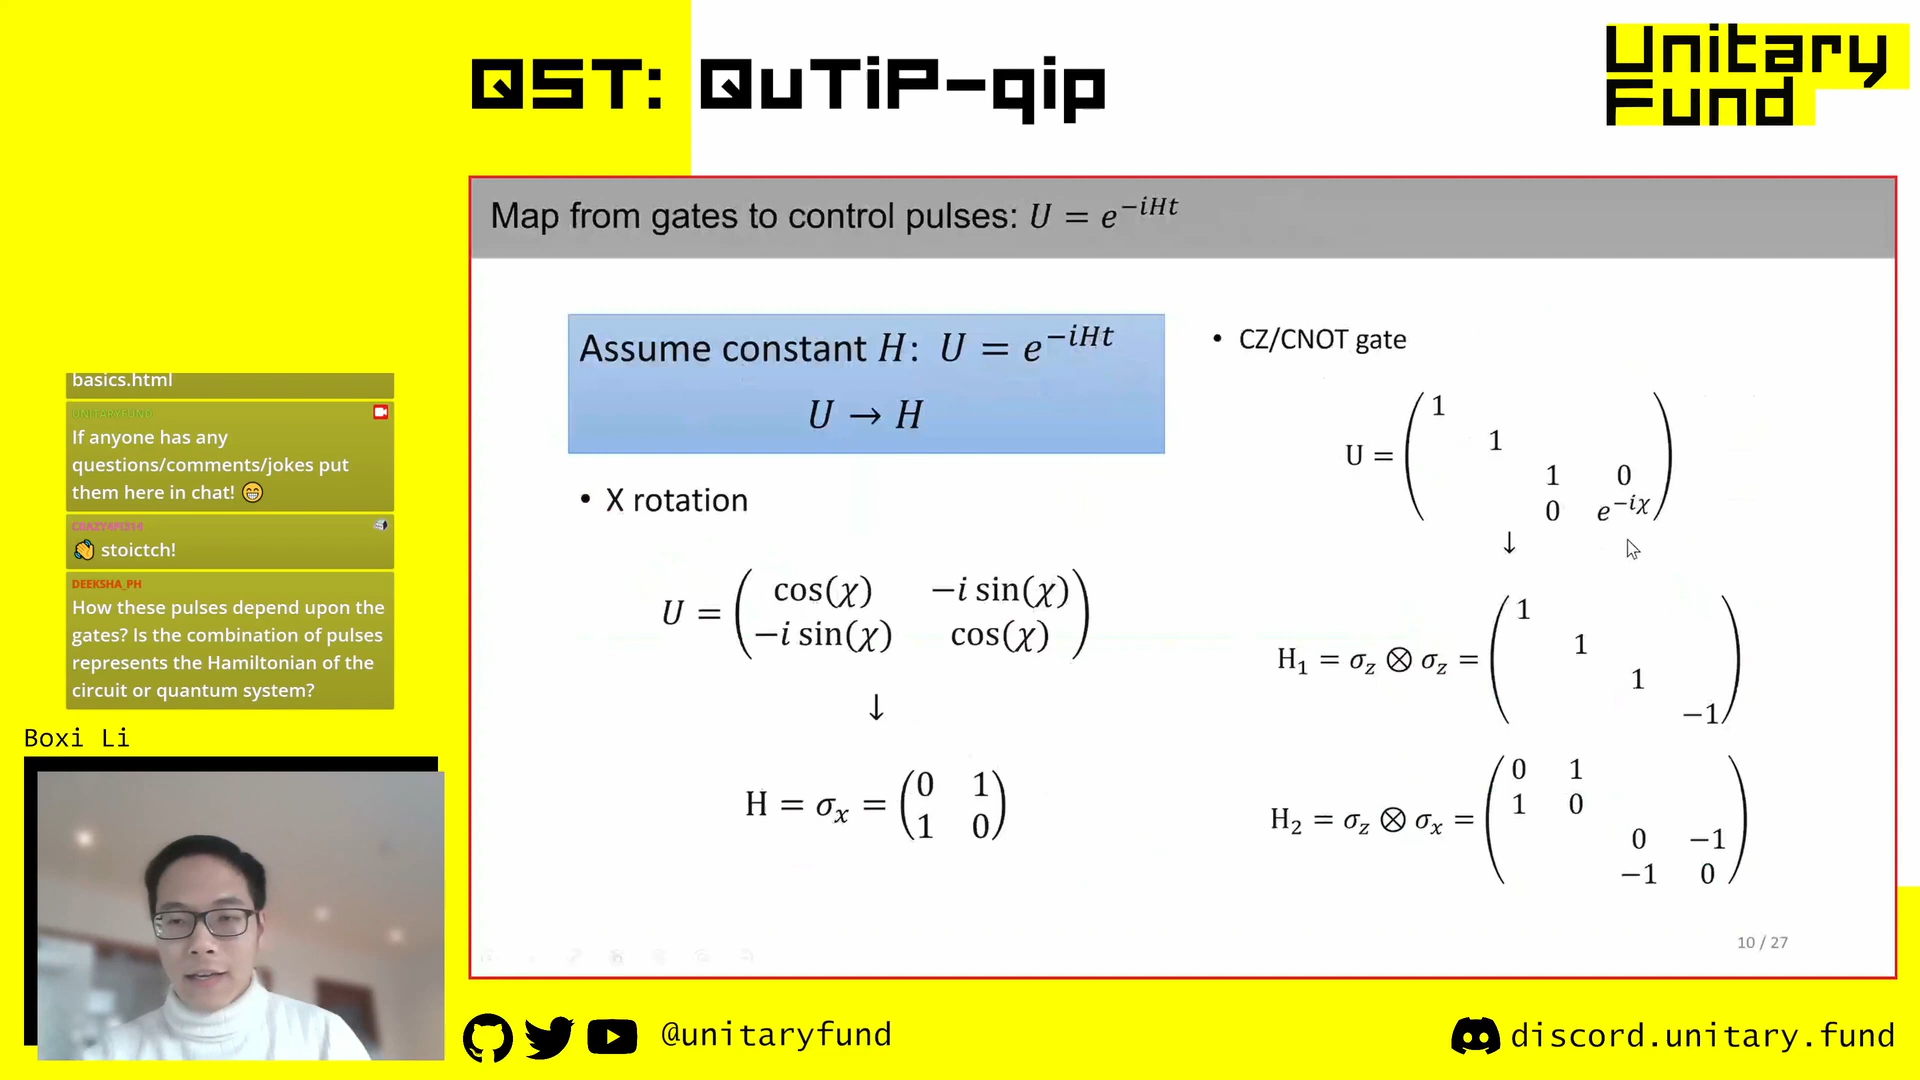 QST: QuTiP-qip
Unitary
Fund
Map from gates to control pulses: U = e^{−iHt}
Assume constant H: U = e^{−iHt}
U → H
• X rotation
U = ( cos(χ) −i sin(χ)
−i sin(χ) cos(χ) )
↓
H = σ_x = ( 0 1
1 0 )
• CZ/CNOT gate
U = ( 1
1
1 0
0 e^{−iχ} )
↓
H₁ = σ_z ⊗ σ_z = ( 1
1
1
−1 )
H₂ = σ_z ⊗ σ_x = ( 0 1
1 0
0 −1
−1 0 )
10 / 27
basics.html
UNITARYFUND
If anyone has any
questions/comments/jokes put
them here in chat! 😁
👏 stoictch!
DEEKSHA_PH
How these pulses depend upon the
gates? Is the combination of pulses
represents the Hamiltonian of the
circuit or quantum system?
Boxi Li
@unitaryfund
discord.unitary.fund